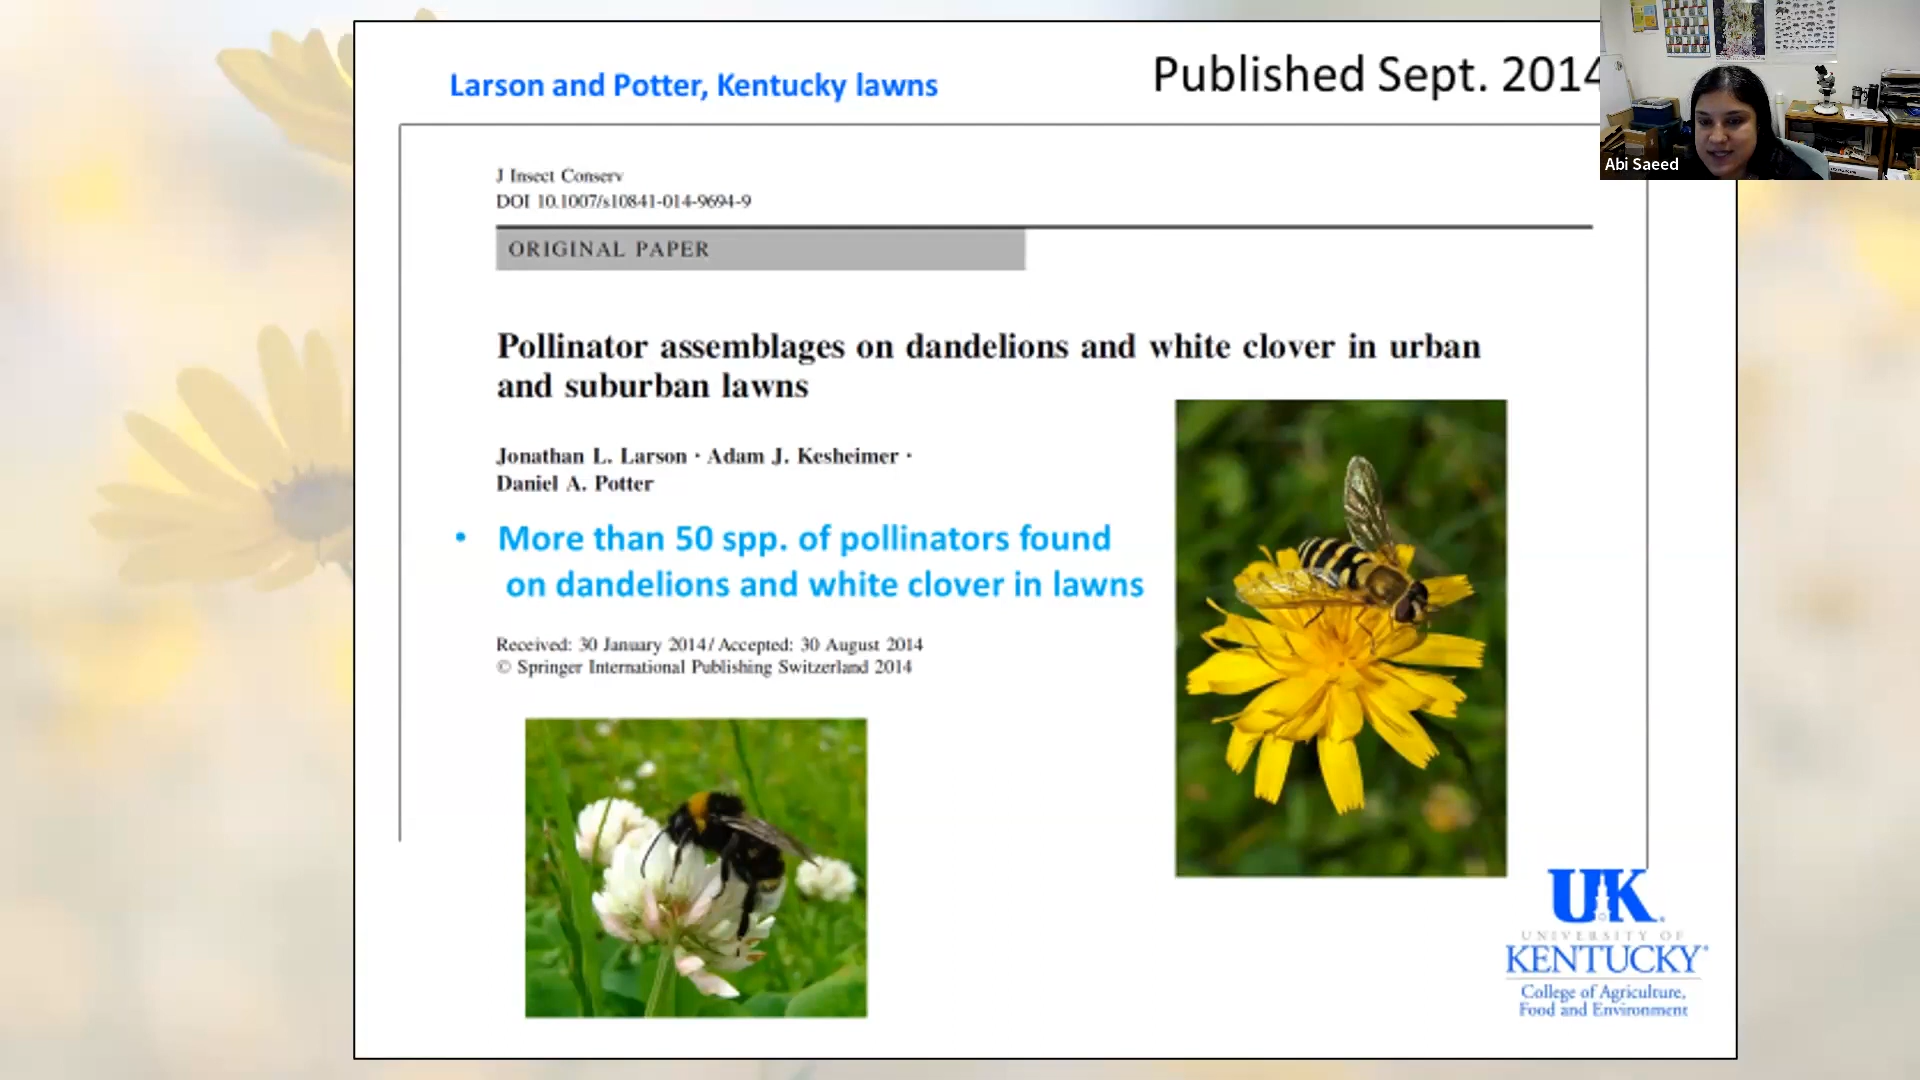 Larson and Potter, Kentucky lawns
Published Sept. 2014
Abi Saeed
J Insect Conserv
DOI 10.1007/s10841-014-9694-9
ORIGINAL PAPER
Pollinator assemblages on dandelions and white clover in urban
and suburban lawns
Jonathan L. Larson · Adam J. Kesheimer ·
Daniel A. Potter
• More than 50 spp. of pollinators found
on dandelions and white clover in lawns
Received: 30 January 2014 / Accepted: 30 August 2014
© Springer International Publishing Switzerland 2014
UK
UNIVERSITY OF
KENTUCKY®
College of Agriculture,
Food and Environment